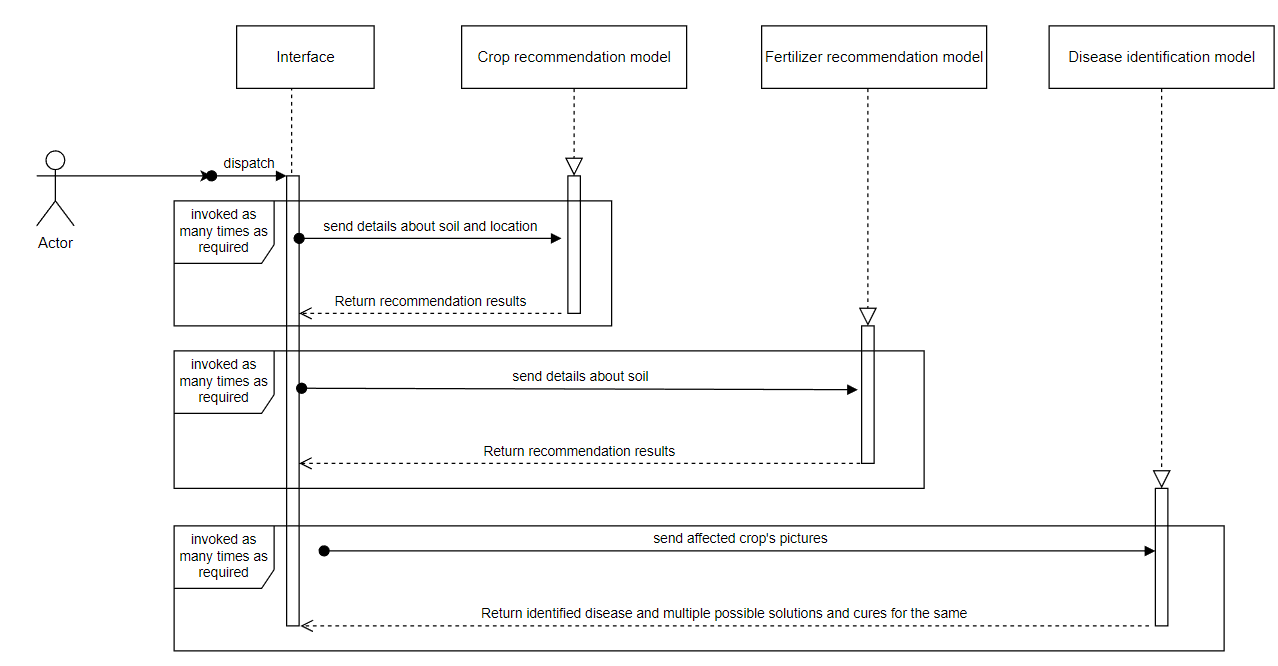 Interface
Crop recommendation model
Fertilizer recommendation model
Disease identification model
dispatch
Actor
invoked as
many times as
required
send details about soil and location
Return recommendation results
invoked as
many times as
required
send details about soil
Return recommendation results
invoked as
many times as
required
send affected crop's pictures
Return identified disease and multiple possible solutions and cures for the same